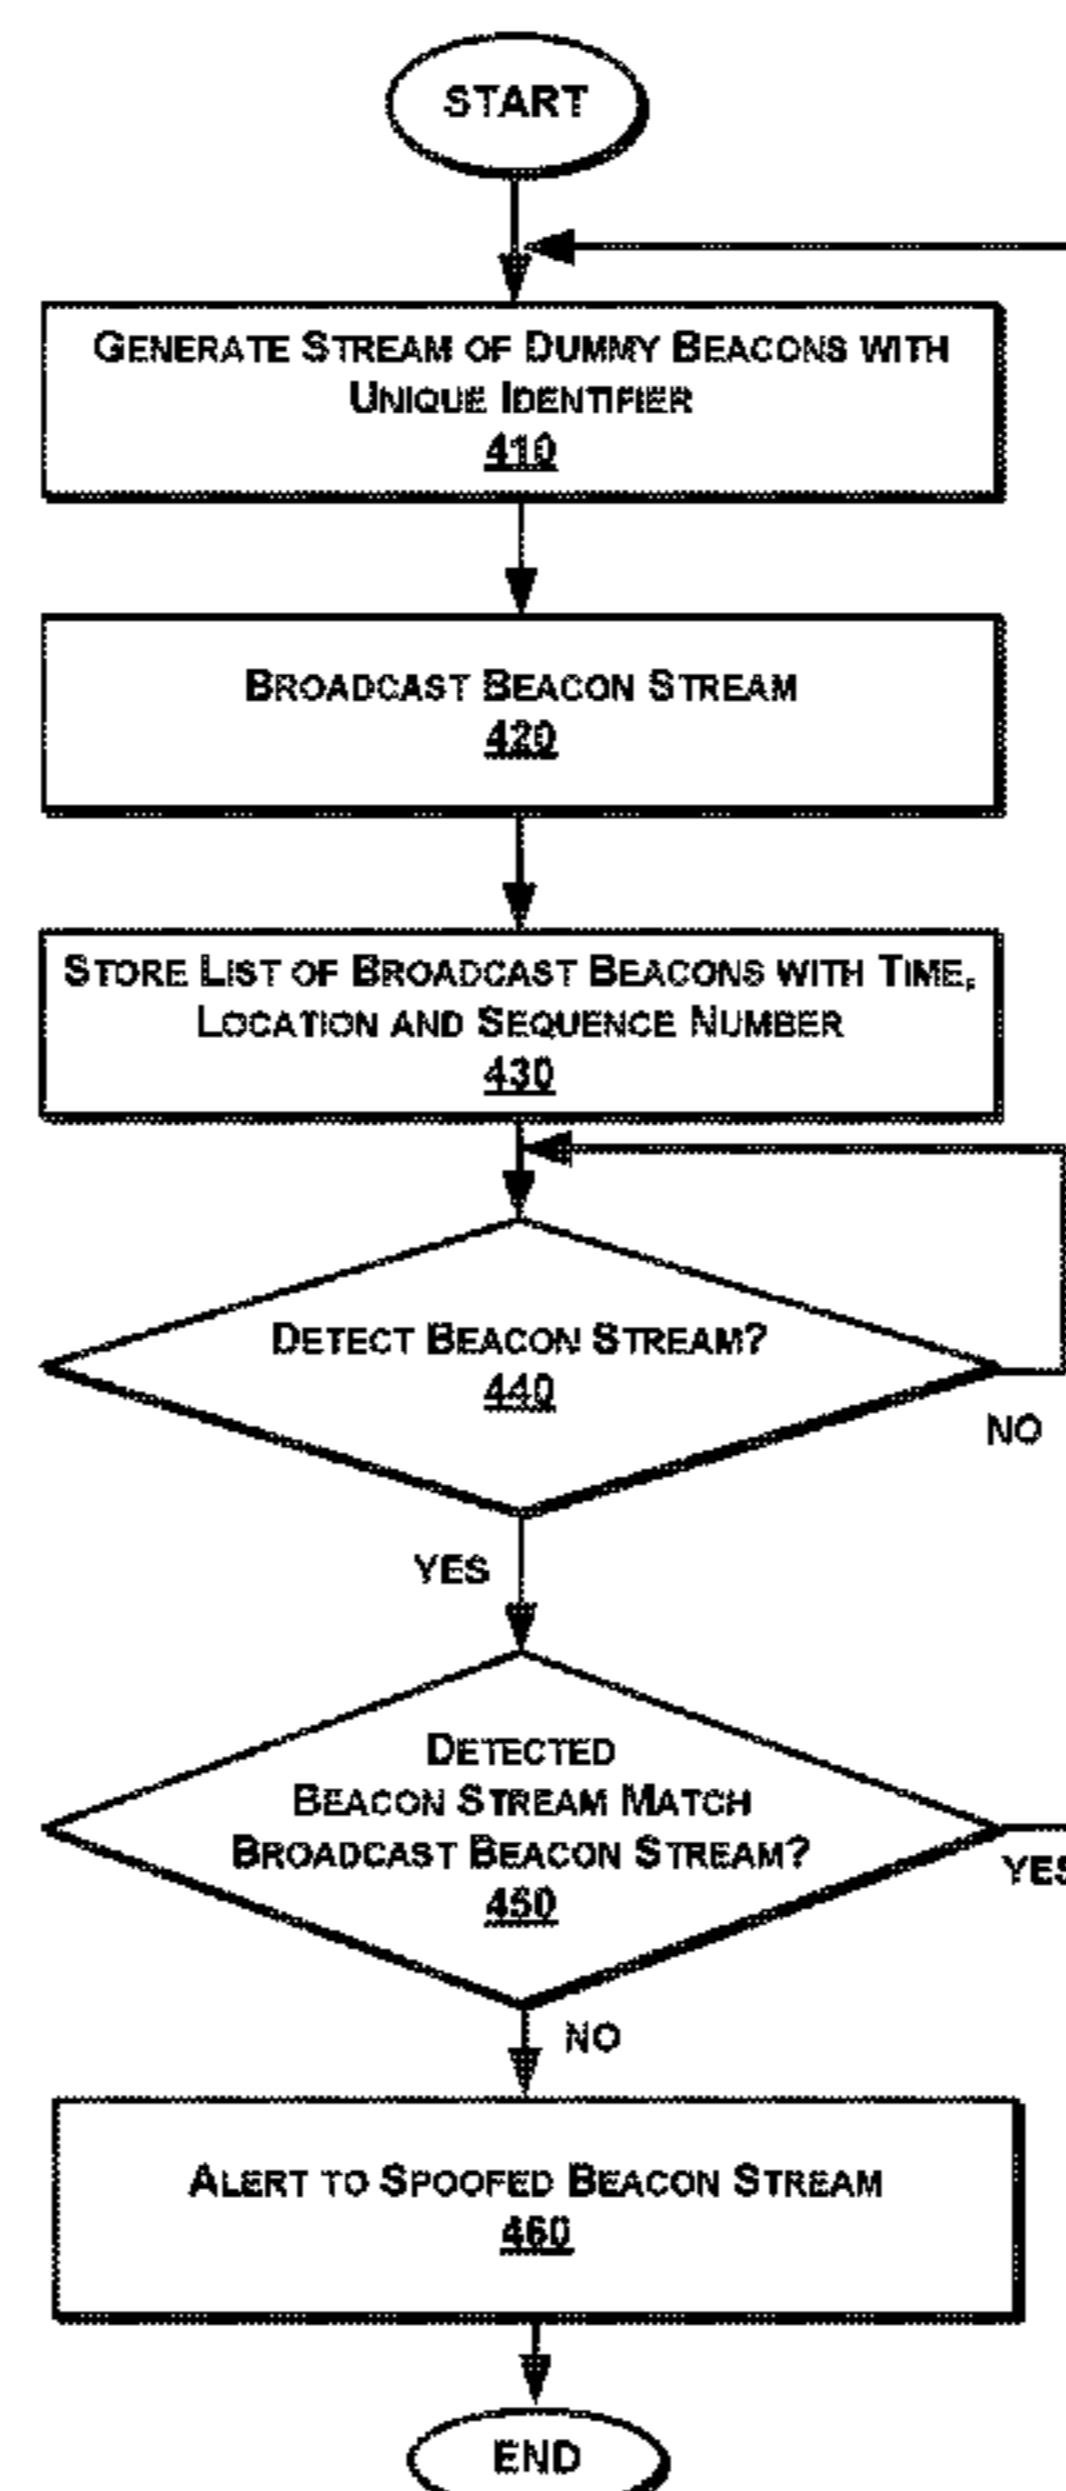 START
GENERATE STREAM OF DUMMY BEACONS WITH
UNIQUE IDENTIFIER
410
BROADCAST BEACON STREAM
420
STORE LIST OF BROADCAST BEACONS WITH TIME,
LOCATION AND SEQUENCE NUMBER
430
DETECT BEACON STREAM?
440
NO
YES
DETECTED
BEACON STREAM MATCH
BROADCAST BEACON STREAM?
450
YES
NO
ALERT TO SPOOFED BEACON STREAM
460
END